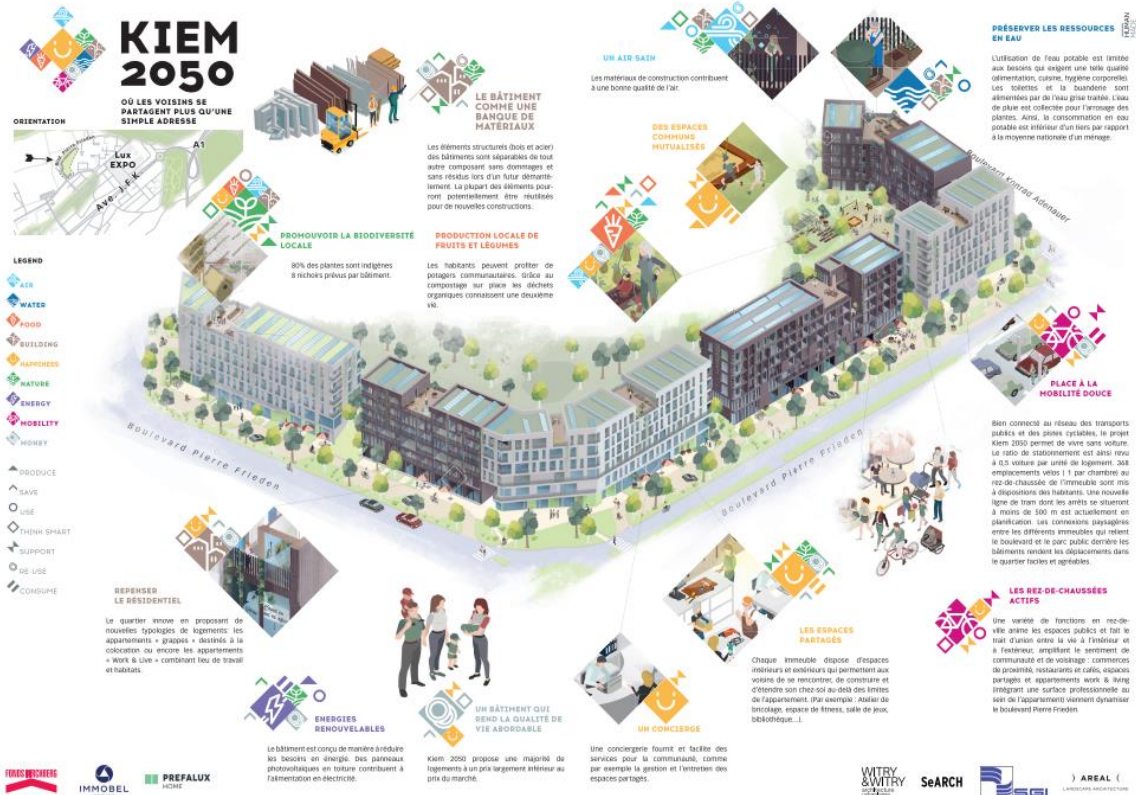 KIEM
2050
OÙ LES VOISINS SE
PARTAGENT PLUS QU'UNE
SIMPLE ADRESSE
ORIENTATION
Boul. Pierre Frieden
Lux
EXPO
Ave. J.F.K.
A1
LEGEND
AIR
WATER
FOOD
BUILDING
HAPPINESS
NATURE
ENERGY
MOBILITY
MONEY
PRODUCE
SAVE
USE
THINK SMART
SUPPORT
RE-USE
CONSUME
LE BÂTIMENT
COMME UNE
BANQUE DE
MATÉRIAUX
Les éléments structurels (bois et acier)
des bâtiments sont séparables de tout
autre composant sans dommages et
sans résidus lors d'un futur démanté-
lement. La plupart des éléments pour-
ront potentiellement être réutilisés
pour de nouvelles constructions.
PROMOUVOIR LA BIODIVERSITÉ
LOCALE
80% des plantes sont indigènes
8 nichoirs prévus par bâtiment.
PRODUCTION LOCALE DE
FRUITS ET LÉGUMES
Les habitants peuvent profiter de
potagers communautaires. Grâce au
compostage sur place les déchets
organiques connaissent une deuxième
vie.
UN AIR SAIN
Les matériaux de construction contribuent
à une bonne qualité de l'air.
DES ESPACES
COMMUNS
MUTUALISÉS
PRÉSERVER LES RESSOURCES
EN EAU
L'utilisation de l'eau potable est limitée
aux besoins qui exigent une telle qualité
(alimentation, cuisine, hygiène corporelle).
Les toilettes et la buanderie sont
alimentées par de l'eau grise traitée. L'eau
de pluie est collectée pour l'arrosage des
plantes. Ainsi, la consommation en eau
potable est inférieur d'un tiers par rapport
à la moyenne nationale d'un ménage.
HUMAN
MADE
Boulevard Konrad Adenauer
Boulevard Pierre Frieden
Boulevard Pierre Frieden
PLACE À LA
MOBILITÉ DOUCE
Bien connecté au réseau des transports
publics et des pistes cyclables, le projet
Kiem 2050 permet de vivre sans voiture.
Le ratio de stationnement est ainsi revu
à 0,5 voiture par unité de logement. 368
emplacements vélos ( 1 par chambre) au
rez-de-chaussée de l'immeuble sont mis
à dispositions des habitants. Une nouvelle
ligne de tram dont les arrêts se situeront
à moins de 500 m est actuellement en
planification. Les connexions paysagères
entre les différents immeubles qui relient
le boulevard et le parc public derrière les
bâtiments rendent les déplacements dans
le quartier faciles et agréables.
REPENSER
LE RÉSIDENTIEL
Le quartier innove en proposant de
nouvelles typologies de logements: les
appartements « grappes » destinés à la
colocation ou encore les appartements
« Work & Live » combinant lieu de travail
et habitats.
ENERGIES
RENOUVELABLES
Le bâtiment est conçu de manière à réduire
les besoins en énergie. Des panneaux
photovoltaïques en toiture contribuent à
l'alimentation en électricité.
UN BÂTIMENT QUI
REND LA QUALITÉ DE
VIE ABORDABLE
Kiem 2050 propose une majorité de
logements à un prix largement inférieur au
prix du marché.
UN CONCIERGE
Une conciergerie fournit et facilite des
services pour la communauté, comme
par exemple la gestion et l'entretien des
espaces partagés.
LES ESPACES
PARTAGÉS
Chaque immeuble dispose d'espaces
intérieurs et exterieurs qui permettent aux
voisins de se rencontrer, de construire et
d'étendre son chez-soi au-delà des limites
de l'appartement. (Par exemple : Atelier de
bricolage, espace de fitness, salle de jeux,
bibliothèque...).
LES REZ-DE-CHAUSSÉES
ACTIFS
Une variété de fonctions en rez-de-
ville anime les espaces publics et fait le
trait d'union entre la vie à l'intérieur et
à l'extérieur, amplifiant le sentiment de
communauté et de voisinage : commerces
de proximité, restaurants et cafés, espaces
partagés et appartements work & living
(intégrant une surface professionnelle au
sein de l'appartement) viennent dynamiser
le boulevard Pierre Frieden.
FONDS KIRCHBERG
IMMOBEL
PREFALUX
HOME
WITRY
&WITRY
architecture
SeARCH
SGI
AREAL
LANDSCAPE ARCHITECTURE